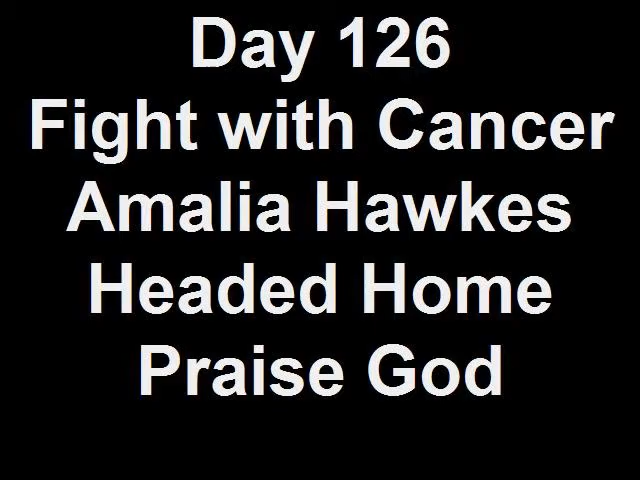 Day 126
Fight with Cancer
Amalia Hawkes
Headed Home
Praise God